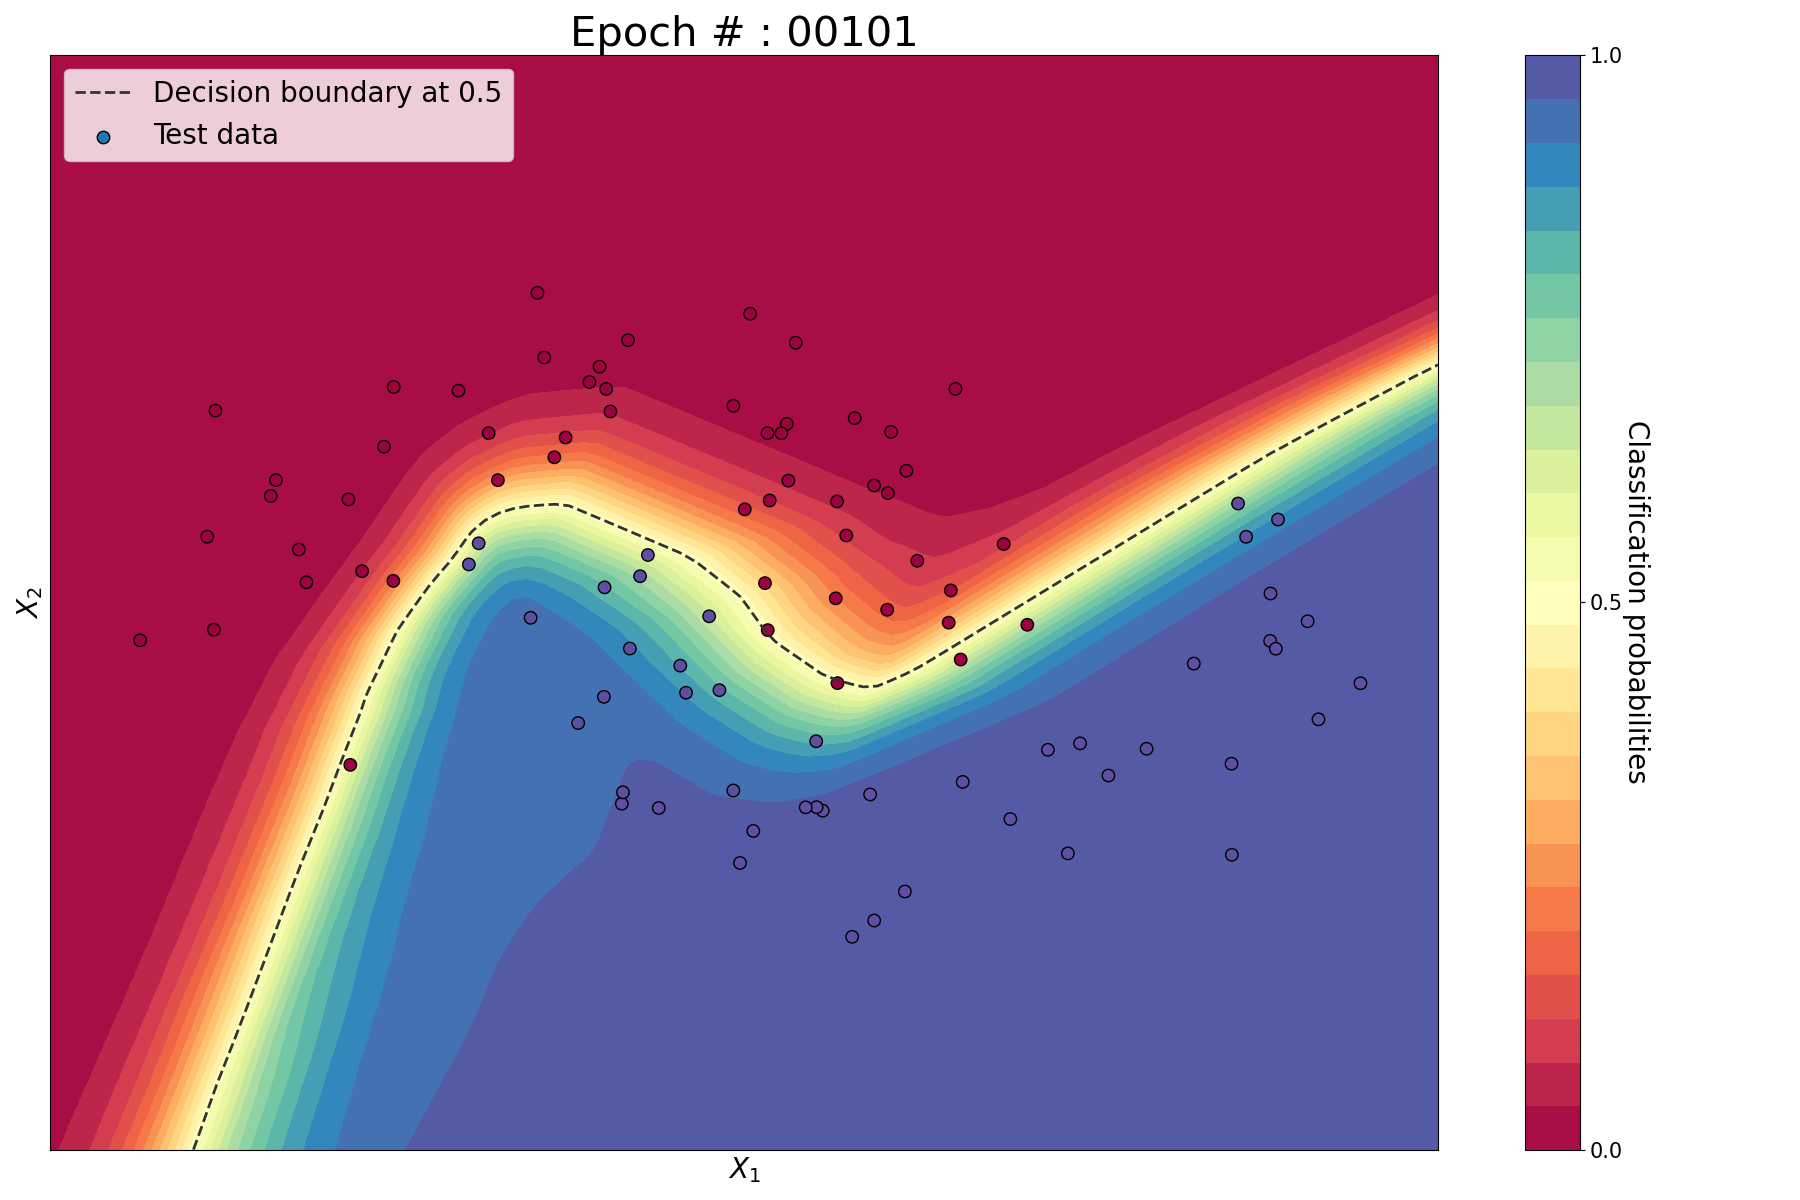 Epoch # : 00101
Decision boundary at 0.5
Test data
X₂
X₁
1.0
0.5
0.0
Classification probabilities